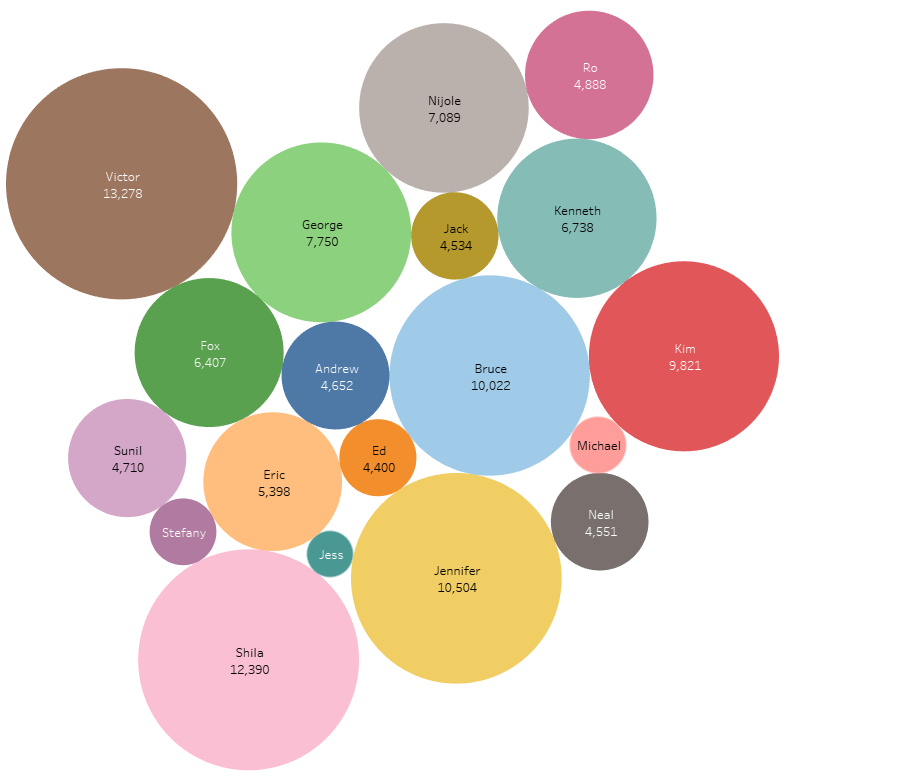 Ro
4,888
Nijole
7,089
Victor
13,278
George
7,750
Jack
4,534
Kenneth
6,738
Fox
6,407
Andrew
4,652
Bruce
10,022
Kim
9,821
Sunil
4,710
Eric
5,398
Ed
4,400
Michael
Stefany
Jess
Neal
4,551
Jennifer
10,504
Shila
12,390